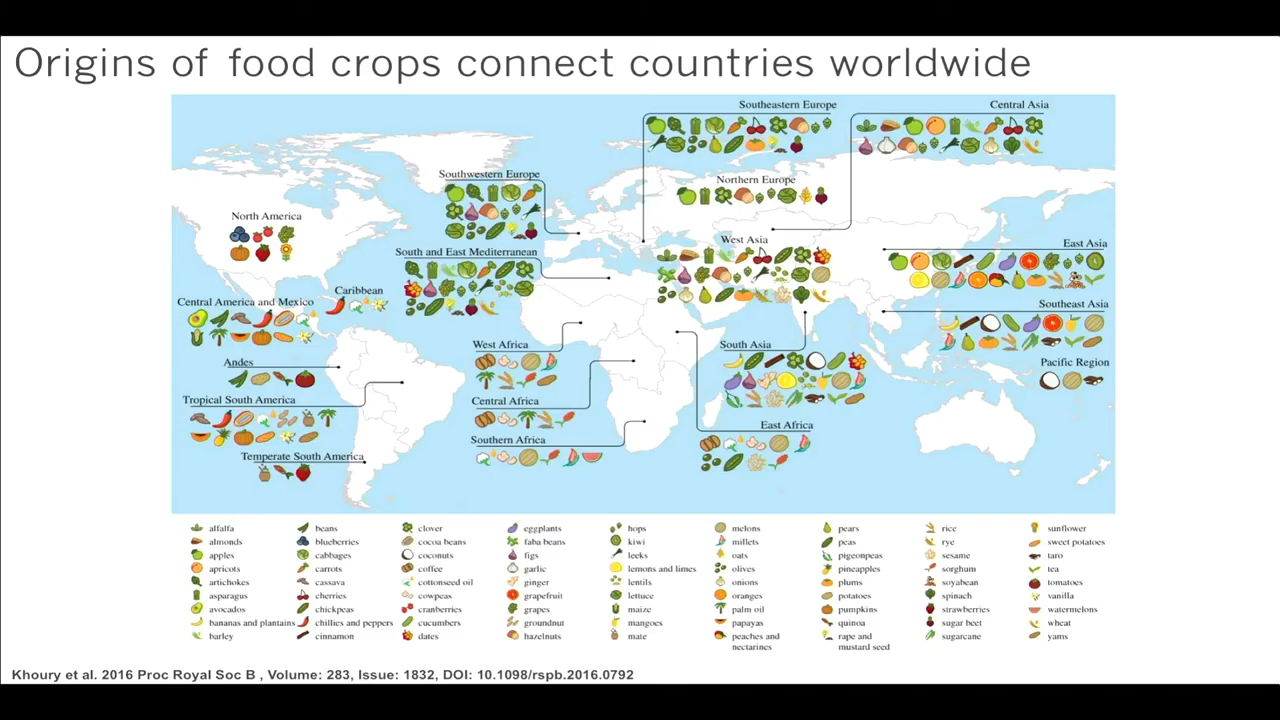 Origins of food crops connect countries worldwide
Southeastern Europe
Central Asia
Southwestern Europe
Northern Europe
North America
West Asia
East Asia
South and East Mediterranean
Caribbean
Central America and Mexico
Southeast Asia
West Africa
South Asia
Andes
Pacific Region
Tropical South America
Central Africa
East Africa
Southern Africa
Temperate South America
alfalfa
almonds
apples
apricots
artichokes
asparagus
avocados
bananas and plantains
barley
beans
blueberries
cabbages
carrots
cassava
cherries
chickpeas
chillies and peppers
cinnamon
clover
cocoa beans
coconuts
coffee
cottonseed oil
cowpeas
cranberries
cucumbers
dates
eggplants
faba beans
figs
garlic
ginger
grapefruit
grapes
groundnut
hazelnuts
hops
kiwi
leeks
lemons and limes
lentils
lettuce
maize
mangoes
mate
melons
millets
oats
olives
onions
oranges
palm oil
papayas
peaches and
nectarines
pears
peas
pigeonpeas
pineapples
plums
potatoes
pumpkins
quinoa
rape and
mustard seed
rice
rye
sesame
sorghum
soyabean
spinach
strawberries
sugar beet
sugarcane
sunflower
sweet potatoes
taro
tea
tomatoes
vanilla
watermelons
wheat
yams
Khoury et al. 2016 Proc Royal Soc B , Volume: 283, Issue: 1832, DOI: 10.1098/rspb.2016.0792